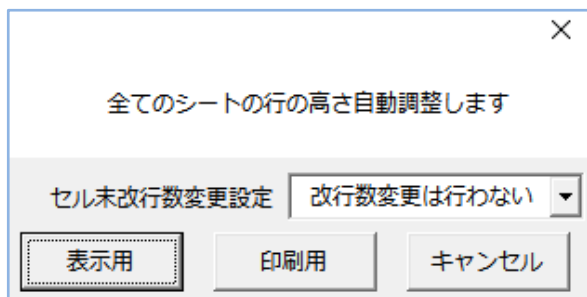 全てのシートの行の高さ自動調整します
セル末改行数変更設定 改行数変更は行わない
表示用 印刷用 キャンセル